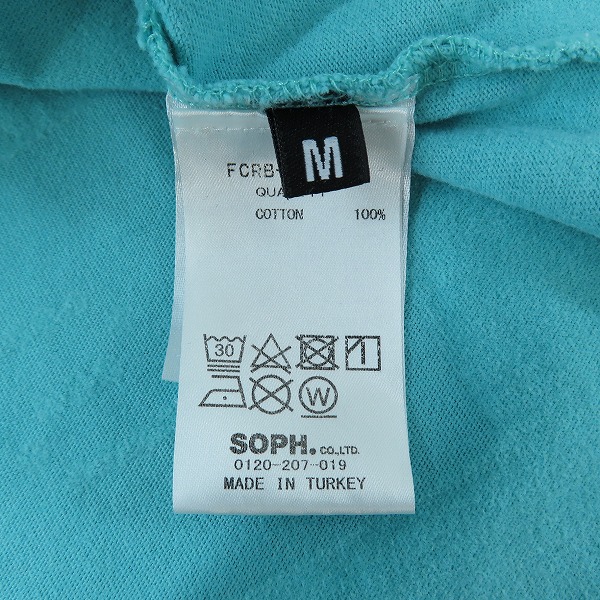 M
FCRB-
COTTON 100%
30
W
SOPH. CO.,LTD.
0120-207-019
MADE IN TURKEY